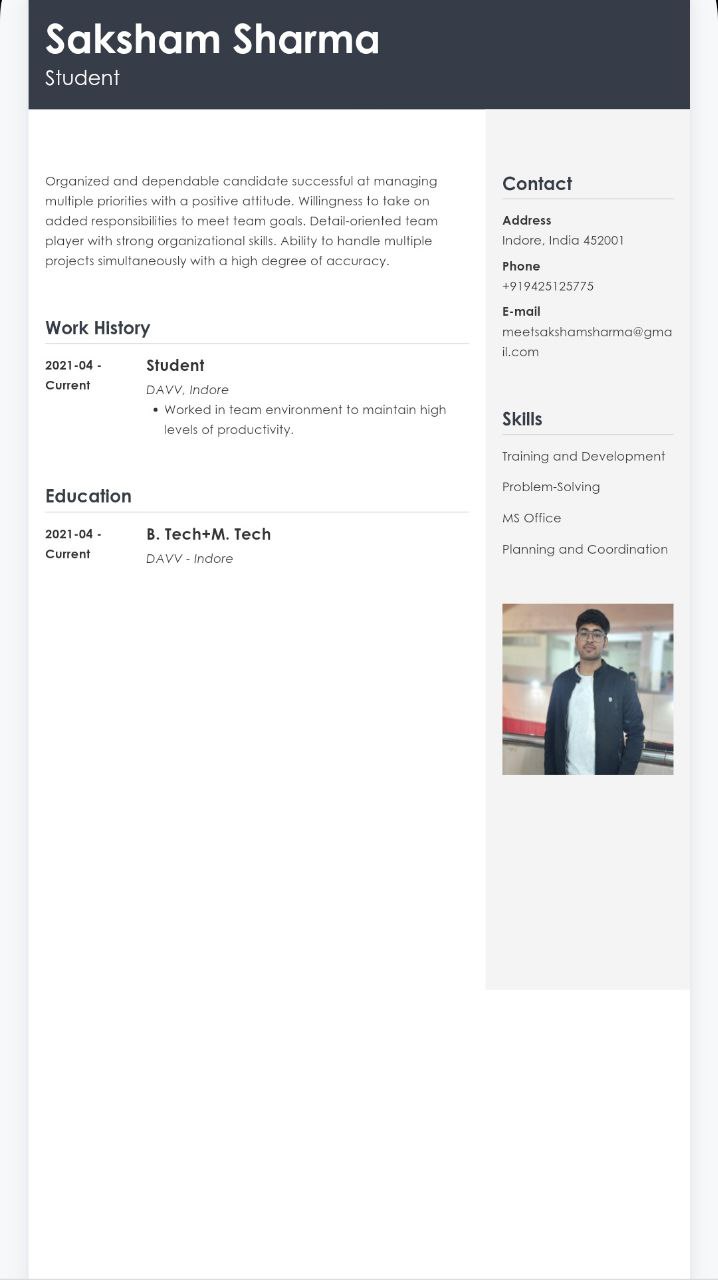 Saksham Sharma
Student
Organized and dependable candidate successful at managing
multiple priorities with a positive attitude. Willingness to take on
added responsibilities to meet team goals. Detail-oriented team
player with strong organizational skills. Ability to handle multiple
projects simultaneously with a high degree of accuracy.
Work History
2021-04 -
Current
Student
DAVV, Indore
• Worked in team environment to maintain high
levels of productivity.
Education
2021-04 -
Current
B. Tech+M. Tech
DAVV - Indore
Contact
Address
Indore, India 452001
Phone
+919425125775
E-mail
meetsakshamsharma@gma
il.com
Skills
Training and Development
Problem-Solving
MS Office
Planning and Coordination